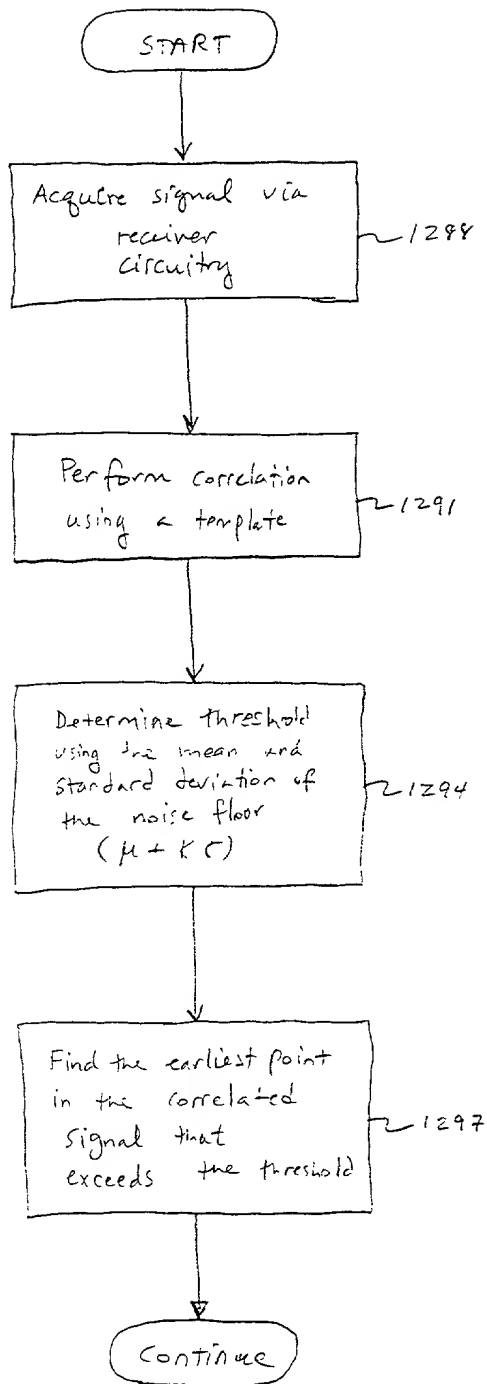 START
Acquire signal via
receiver
circuitry
1288
Perform correlation
using a template
1291
Determine threshold
using the mean and
standard deviation of
the noise floor
(μ + K σ)
1294
Find the earliest point
in the correlated
signal that
exceeds the threshold
1297
Continue